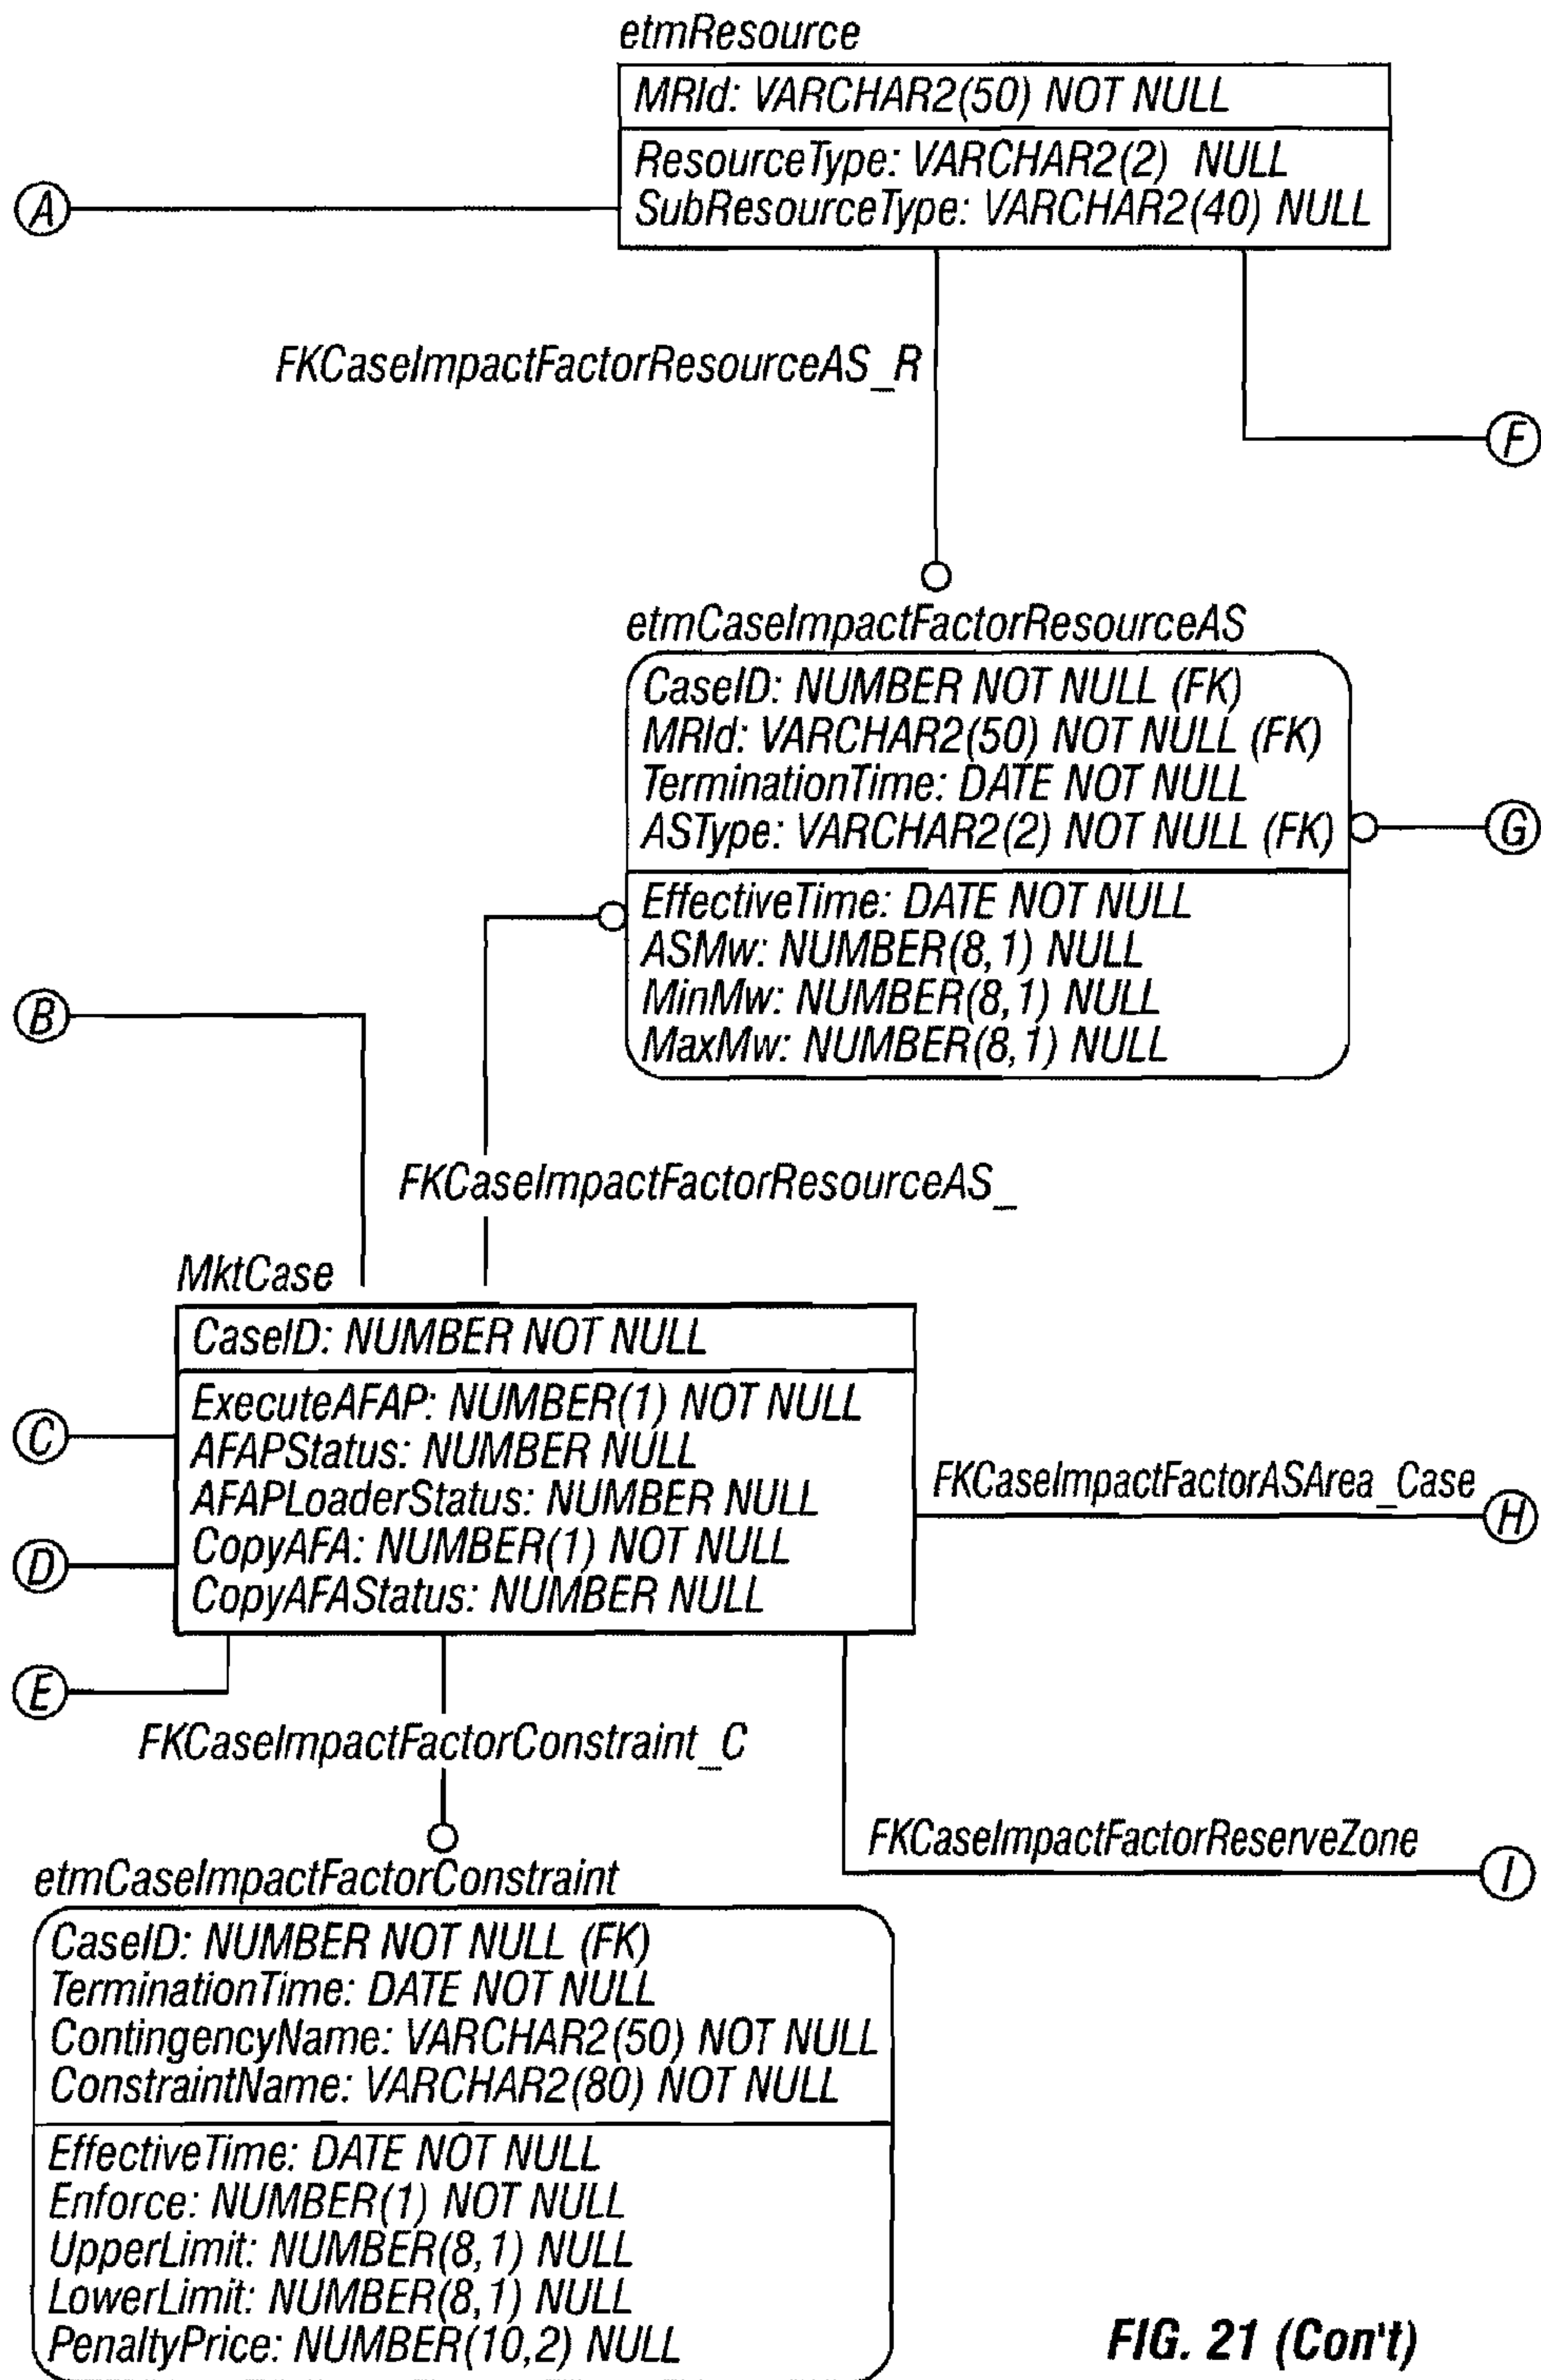 etmResource
MRId: VARCHAR2(50) NOT NULL
ResourceType: VARCHAR2(2) NULL
SubResourceType: VARCHAR2(40) NULL
A
FKCaseImpactFactorResourceAS_R
F
etmCaseImpactFactorResourceAS
CaseID: NUMBER NOT NULL (FK)
MRId: VARCHAR2(50) NOT NULL (FK)
TerminationTime: DATE NOT NULL
ASType: VARCHAR2(2) NOT NULL (FK)
G
EffectiveTime: DATE NOT NULL
ASMw: NUMBER(8,1) NULL
MinMw: NUMBER(8,1) NULL
MaxMw: NUMBER(8,1) NULL
B
FKCaseImpactFactorResourceAS_
MktCase
CaseID: NUMBER NOT NULL
ExecuteAFAP: NUMBER(1) NOT NULL
AFAPStatus: NUMBER NULL
AFAPLoaderStatus: NUMBER NULL
CopyAFA: NUMBER(1) NOT NULL
CopyAFAStatus: NUMBER NULL
C
D
E
FKCaseImpactFactorASArea_Case
H
FKCaseImpactFactorConstraint_C
FKCaseImpactFactorReserveZone
I
etmCaseImpactFactorConstraint
CaseID: NUMBER NOT NULL (FK)
TerminationTime: DATE NOT NULL
ContingencyName: VARCHAR2(50) NOT NULL
ConstraintName: VARCHAR2(80) NOT NULL
EffectiveTime: DATE NOT NULL
Enforce: NUMBER(1) NOT NULL
UpperLimit: NUMBER(8,1) NULL
LowerLimit: NUMBER(8,1) NULL
PenaltyPrice: NUMBER(10,2) NULL
FIG. 21 (Con't)